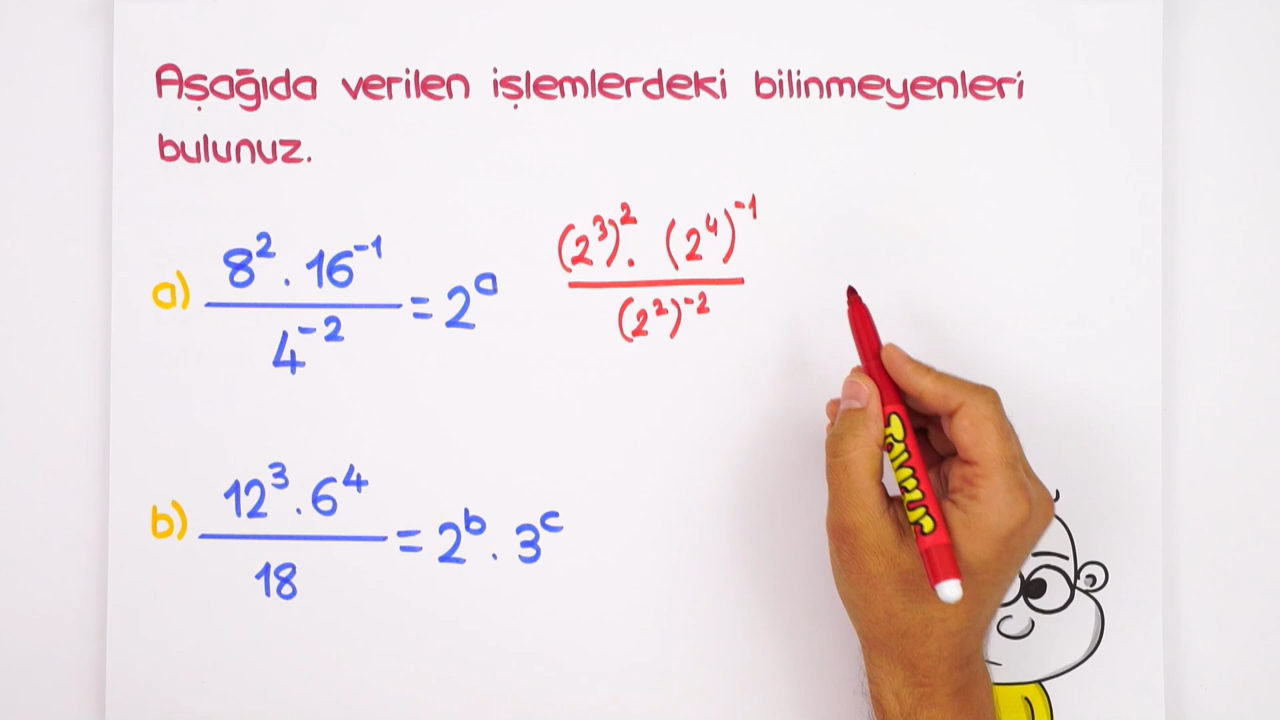 Aşağıda verilen işlemlerdeki bilinmeyenleri
bulunuz.
a) (8² . 16⁻¹) / 4⁻² = 2ᵃ
((2³)² . (2⁴)⁻¹) / (2²)⁻²
b) (12³ . 6⁴) / 18 = 2ᵇ . 3ᶜ